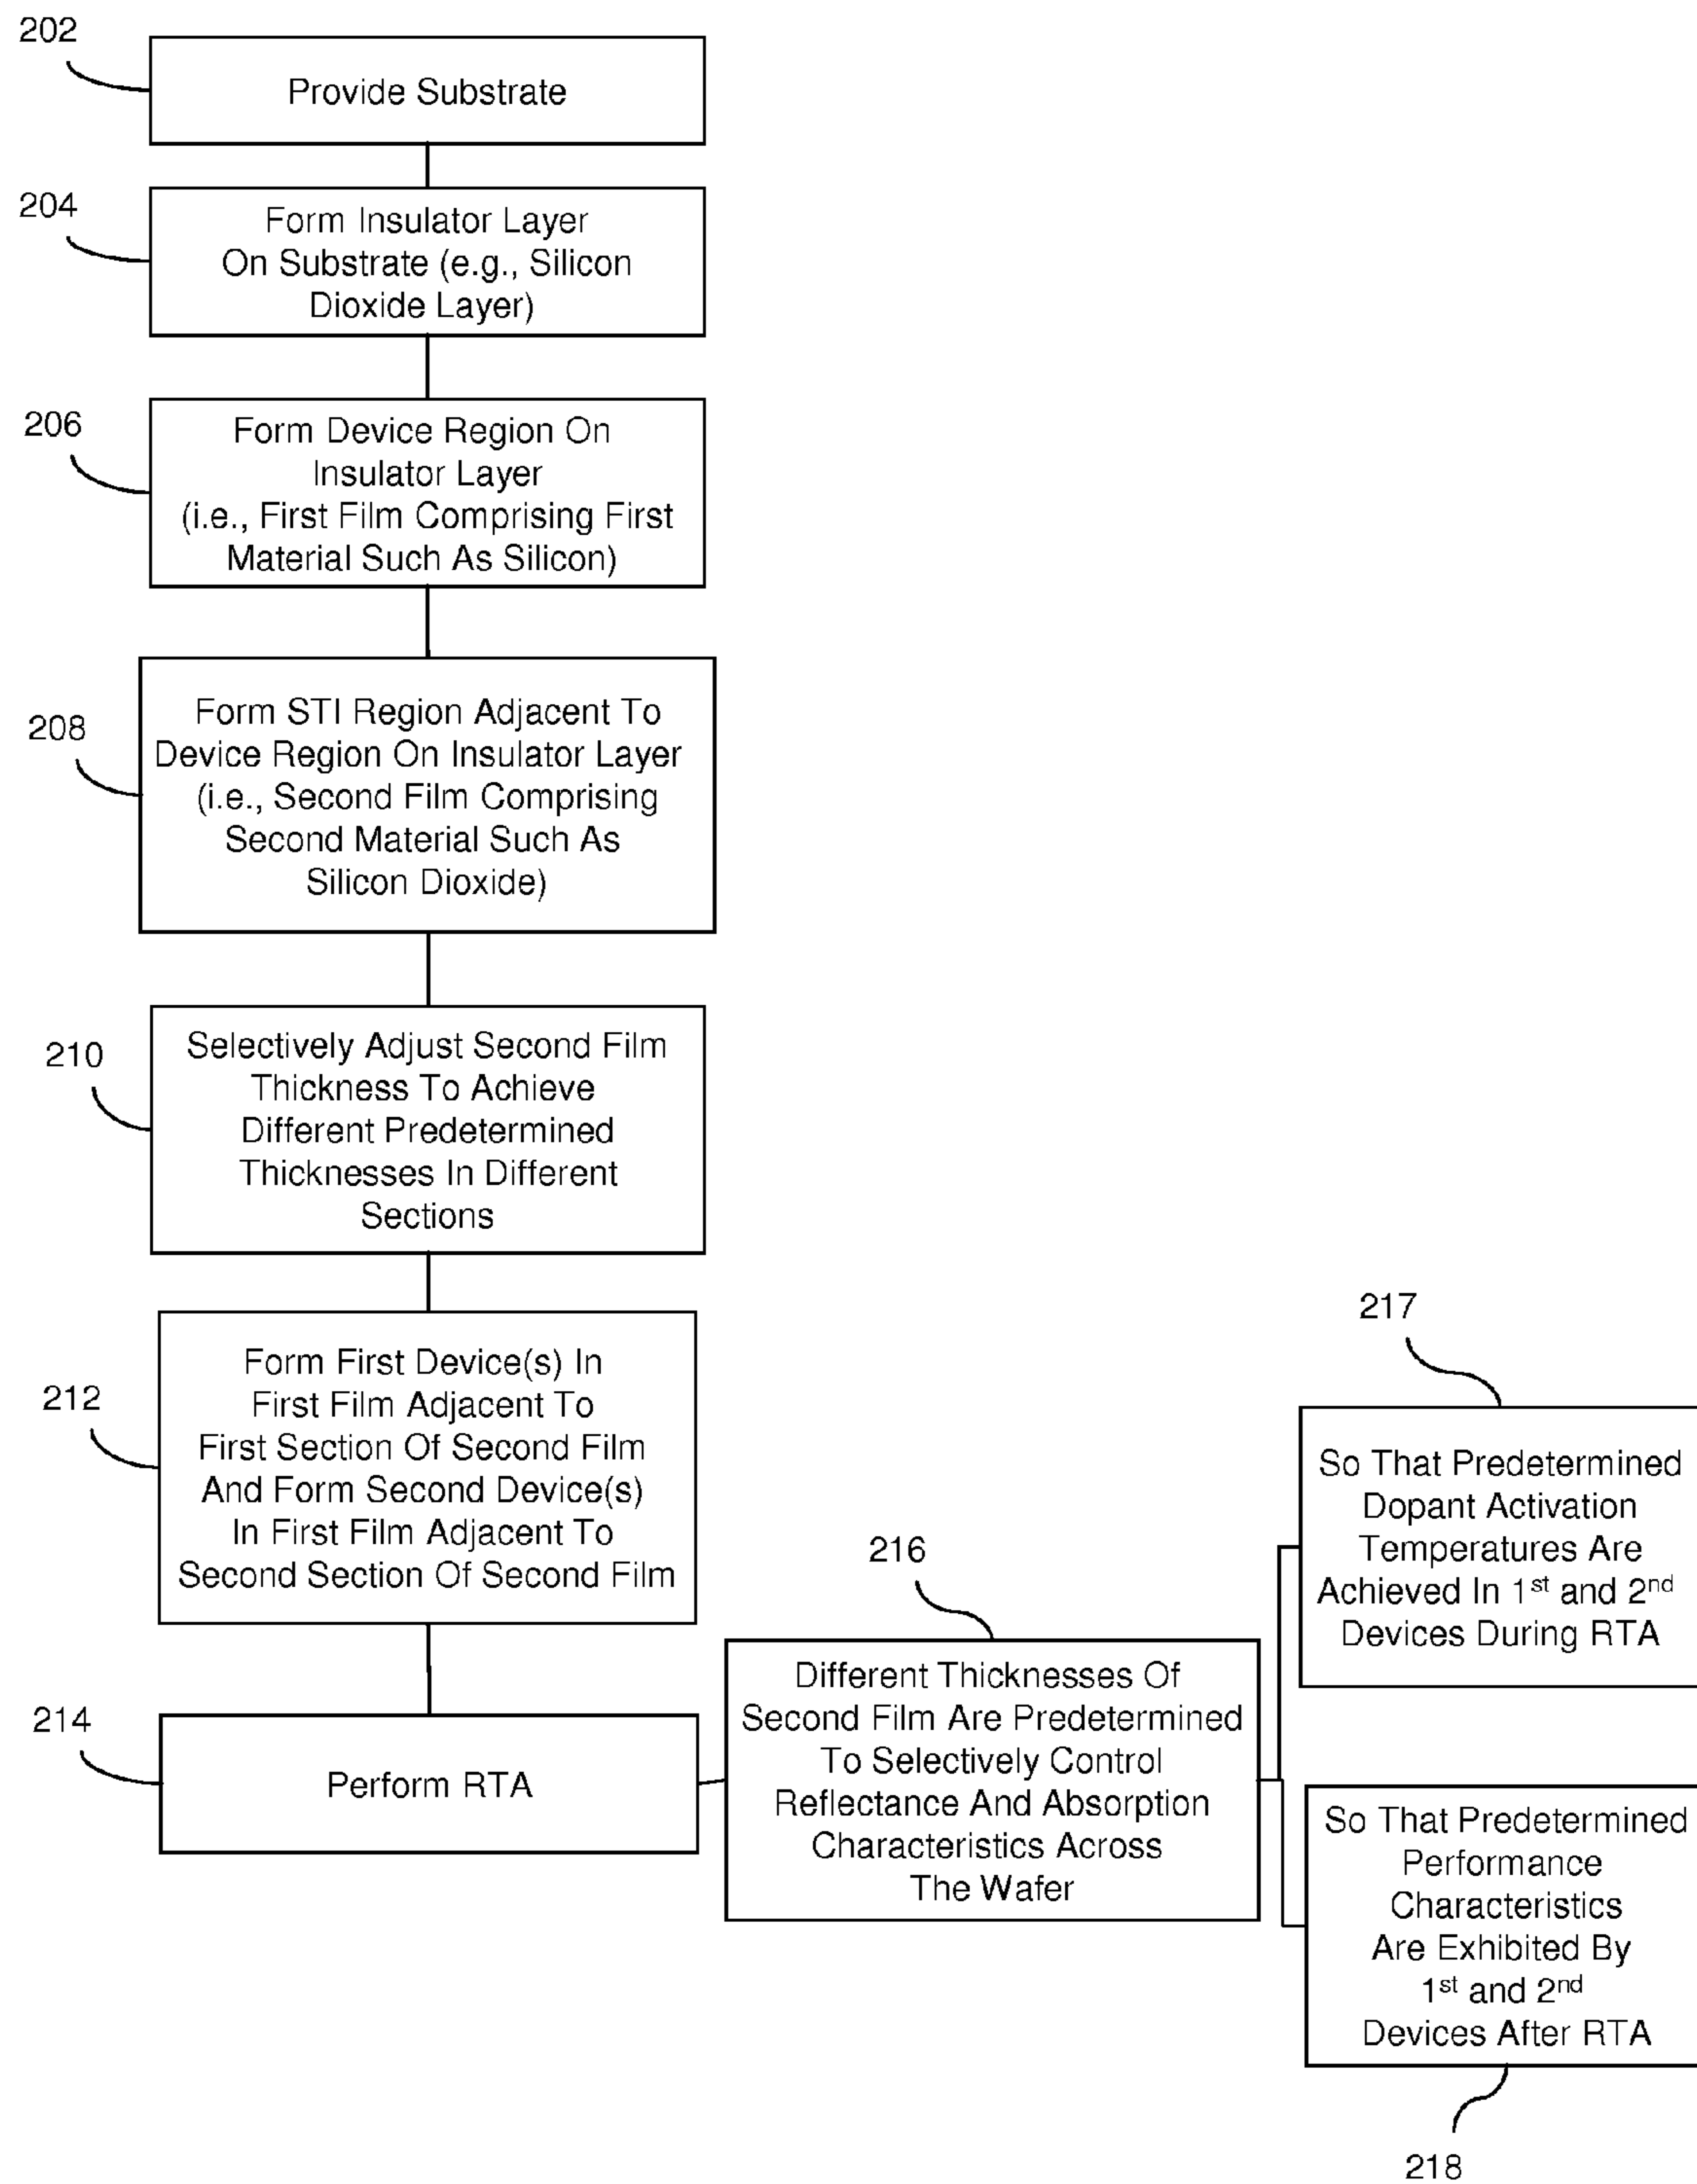 202
Provide Substrate
204
Form Insulator Layer
On Substrate (e.g., Silicon
Dioxide Layer)
206
Form Device Region On
Insulator Layer
(i.e., First Film Comprising First
Material Such As Silicon)
208
Form STI Region Adjacent To
Device Region On Insulator Layer
(i.e., Second Film Comprising
Second Material Such As
Silicon Dioxide)
210
Selectively Adjust Second Film
Thickness To Achieve
Different Predetermined
Thicknesses In Different
Sections
212
Form First Device(s) In
First Film Adjacent To
First Section Of Second Film
And Form Second Device(s)
In First Film Adjacent To
Second Section Of Second Film
214
Perform RTA
216
Different Thicknesses Of
Second Film Are Predetermined
To Selectively Control
Reflectance And Absorption
Characteristics Across
The Wafer
217
So That Predetermined
Dopant Activation
Temperatures Are
Achieved In 1st and 2nd
Devices During RTA
So That Predetermined
Performance
Characteristics
Are Exhibited By
1st and 2nd
Devices After RTA
218